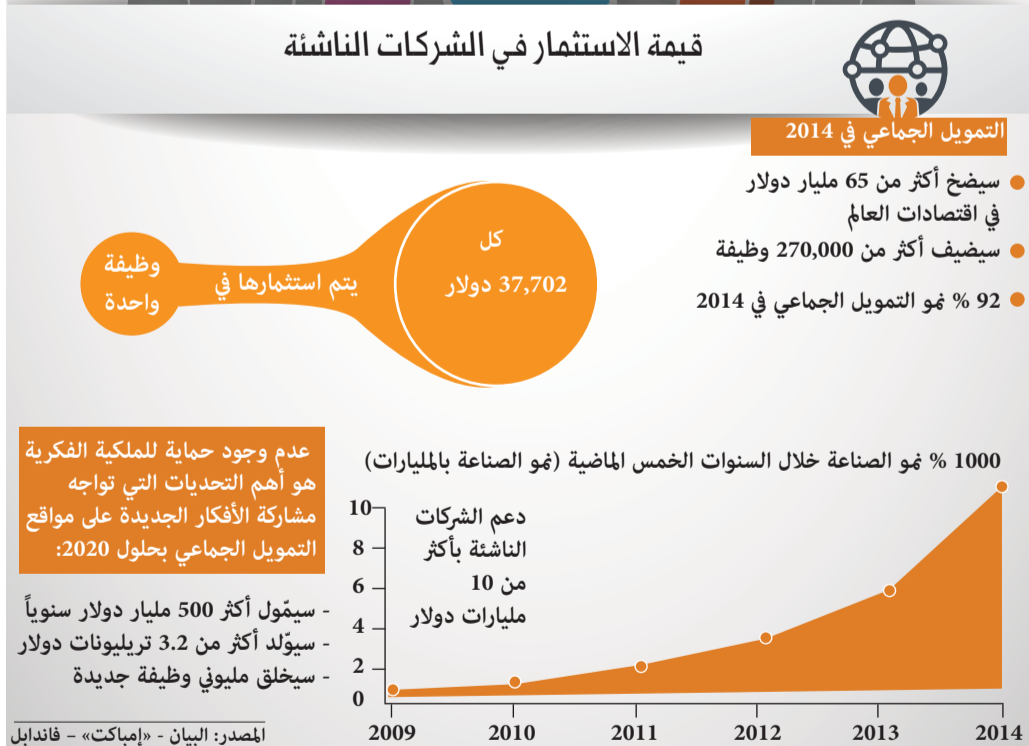 قيمة الاستثمار في الشركات الناشئة
التمويل الجماعي في 2014
سيضخ أكثر من 65 مليار دولار
في اقتصادات العالم
سيضيف أكثر من 270,000 وظيفة
92 % نمو التمويل الجماعي في 2014
كل
37,702 دولار
يتم استثمارها في
وظيفة
واحدة
1000 % نمو الصناعة خلال السنوات الخمس الماضية (نمو الصناعة بالمليارات)
دعم الشركات
الناشئة بأكثر
من 10
مليارات دولار
10
8
6
4
2
0
2009
2010
2011
2012
2013
2014
عدم وجود حماية للملكية الفكرية
هو أهم التحديات التي تواجه
مشاركة الأفكار الجديدة على مواقع
التمويل الجماعي بحلول 2020:
- سيمّول أكثر 500 مليار دولار سنوياً
- سيوّلد أكثر من 3.2 تريليونات دولار
- سيخلق مليوني وظيفة جديدة
المصدر: البيان - «إمباكت» – فاندابل